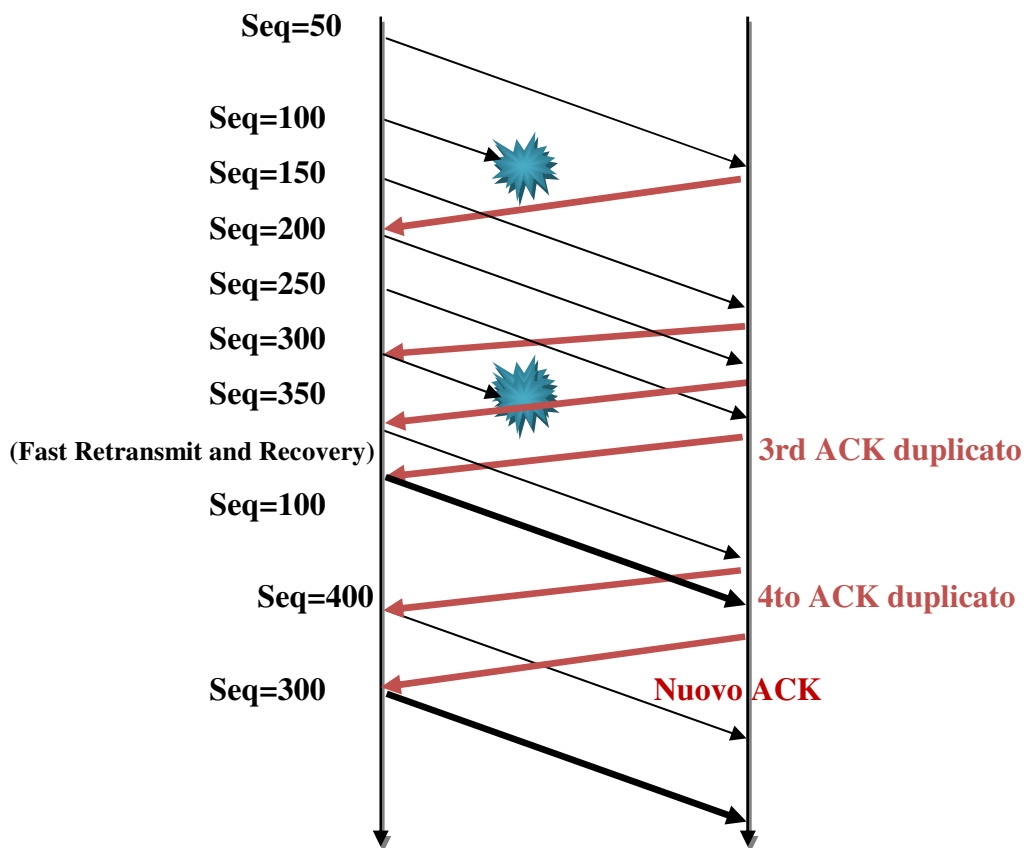 Seq=50
Seq=100
Seq=150
Seq=200
Seq=250
Seq=300
Seq=350
(Fast Retransmit and Recovery)
3rd ACK duplicato
Seq=100
Seq=400
4to ACK duplicato
Seq=300
Nuovo ACK